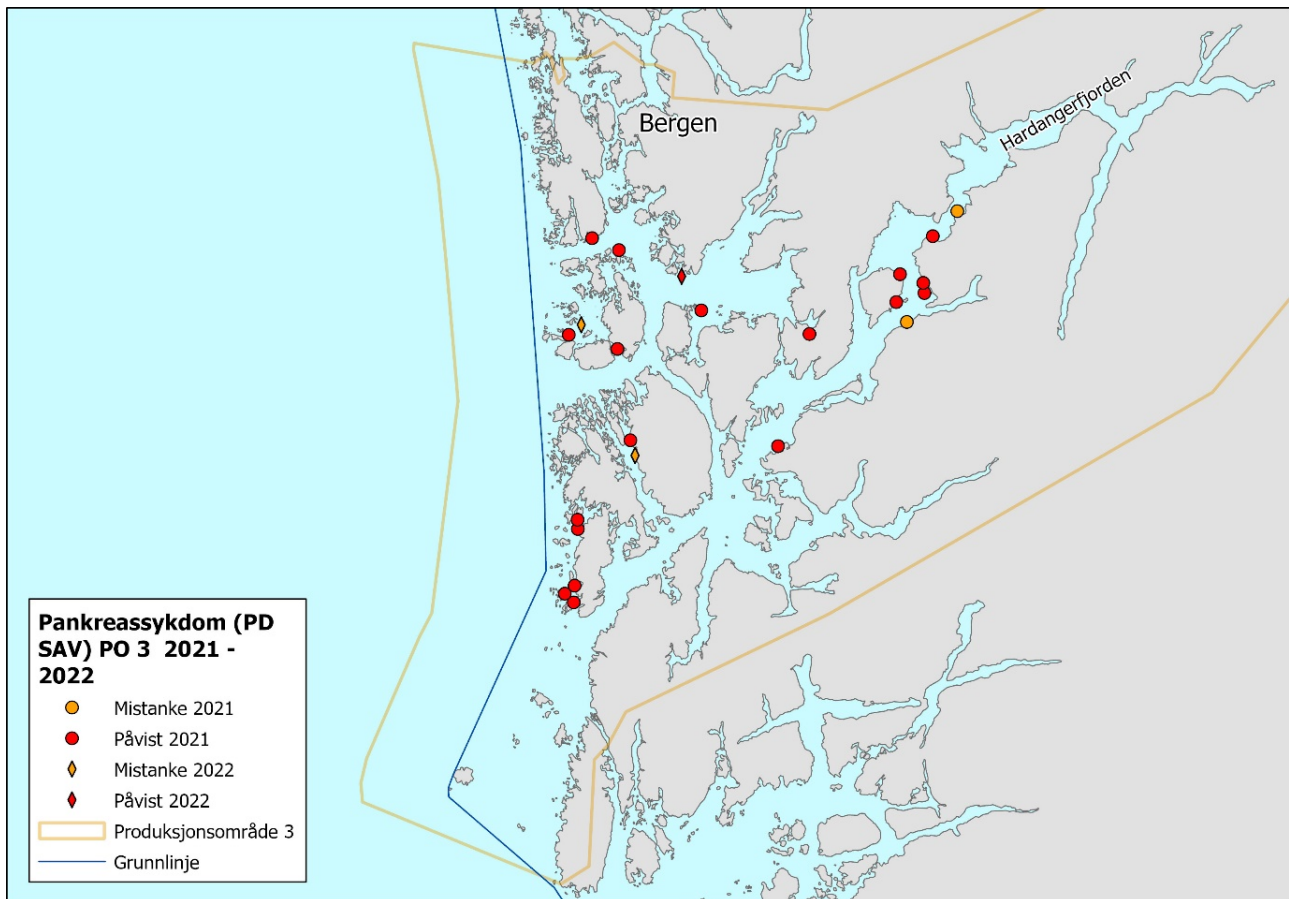 Hardangerfjorden
Bergen
Pankreassykdom (PD
SAV) PO 3 2021 -
2022
Mistanke 2021
Påvist 2021
Mistanke 2022
Påvist 2022
Produksjonsområde 3
Grunnlinje